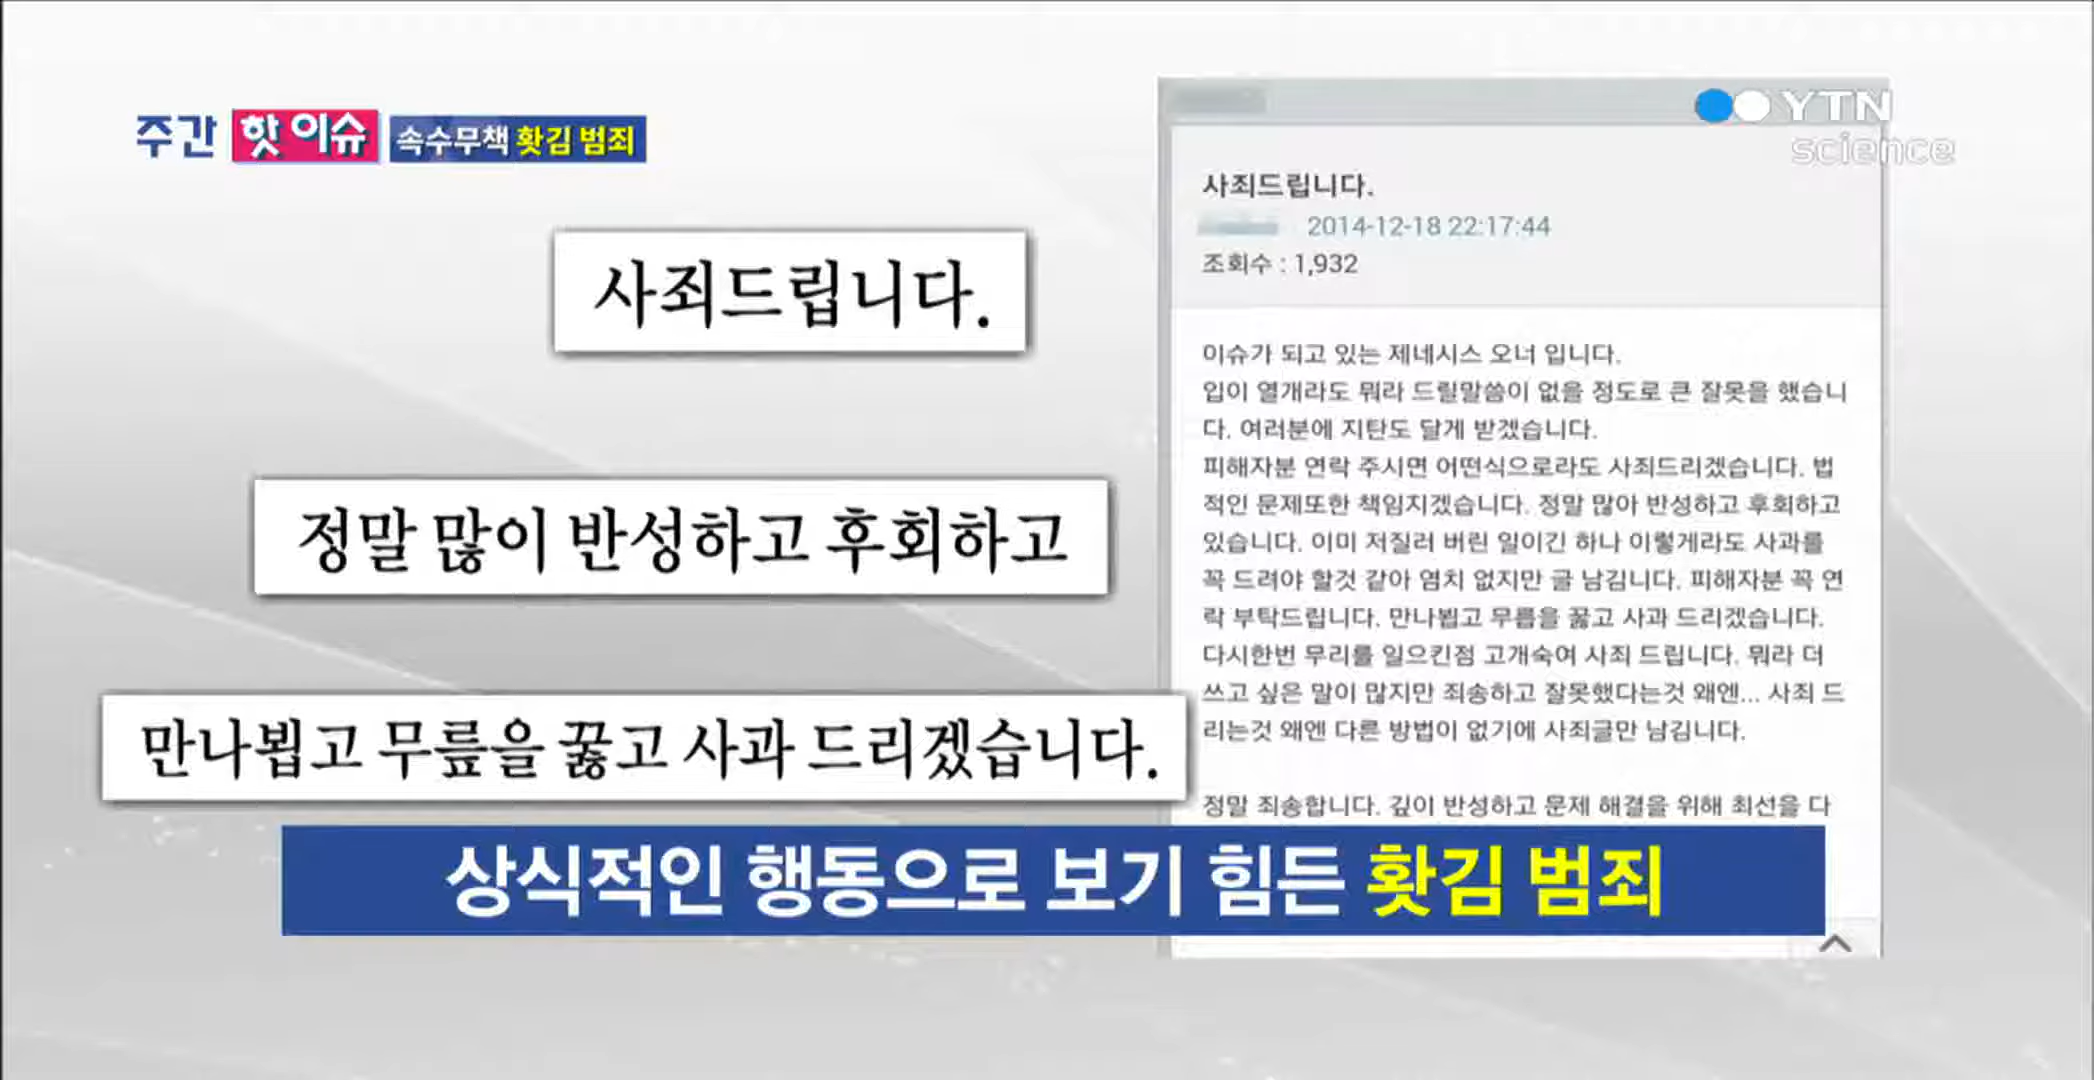 주간 핫 이슈 속수무책 홧김 범죄
YTN
science
사죄드립니다.
정말 많이 반성하고 후회하고
만나뵙고 무릎을 꿇고 사과 드리겠습니다.
사죄드립니다.
2014-12-18 22:17:44
조회수 : 1,932
이슈가 되고 있는 제네시스 오너 입니다.
입이 열개라도 뭐라 드릴말씀이 없을 정도로 큰 잘못을 했습니
다. 여러분에 지탄도 달게 받겠습니다.
피해자분 연락 주시면 어떤식으로라도 사죄드리겠습니다. 법
적인 문제또한 책임지겠습니다. 정말 많아 반성하고 후회하고
있습니다. 이미 저질러 버린 일이긴 하나 이렇게라도 사과를
꼭 드려야 할것 같아 염치 없지만 글 남깁니다. 피해자분 꼭 연
락 부탁드립니다. 만나뵙고 무릎을 꿇고 사과 드리겠습니다.
다시한번 무리를 일으킨점 고개숙여 사죄 드립니다. 뭐라 더
쓰고 싶은 말이 많지만 죄송하고 잘못했다는것 왜엔... 사죄 드
리는것 왜엔 다른 방법이 없기에 사죄글만 남깁니다.
정말 죄송합니다. 깊이 반성하고 문제 해결을 위해 최선을 다
상식적인 행동으로 보기 힘든 홧김 범죄